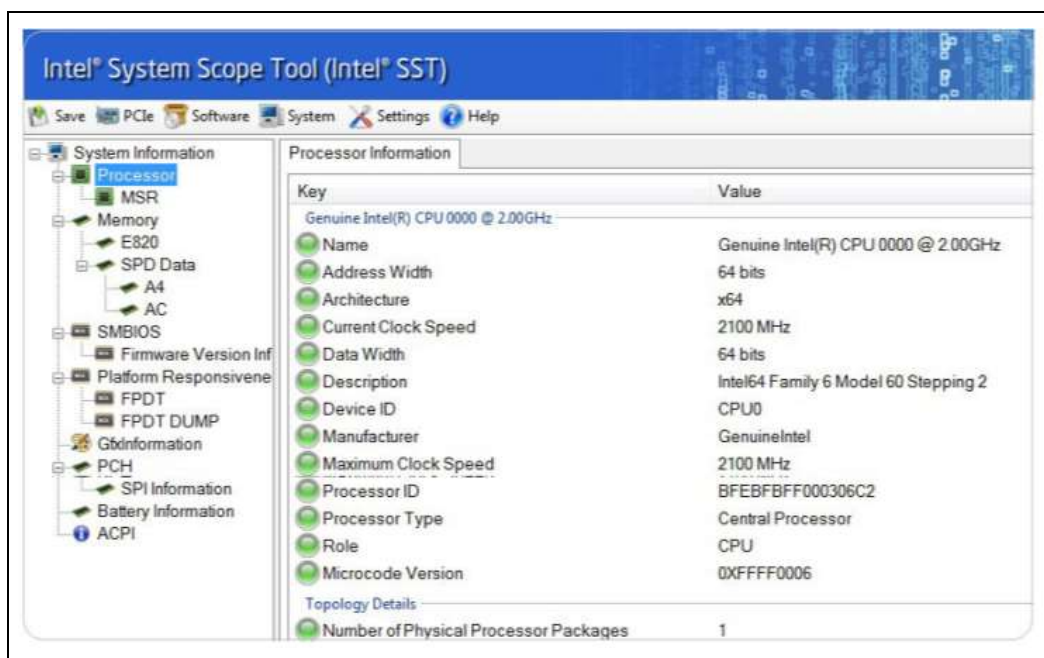 Intel® System Scope Tool (Intel® SST)
Save PCIe Software System Settings Help
System Information
Processor
MSR
Memory
E820
SPD Data
A4
AC
SMBIOS
Firmware Version Inf
Platform Responsivene
FPDT
FPDT DUMP
GfxInformation
PCH
SPI Information
Battery Information
ACPI
Processor Information
Key Value
Genuine Intel(R) CPU 0000 @ 2.00GHz
Name Genuine Intel(R) CPU 0000 @ 2.00GHz
Address Width 64 bits
Architecture x64
Current Clock Speed 2100 MHz
Data Width 64 bits
Description Intel64 Family 6 Model 60 Stepping 2
Device ID CPU0
Manufacturer GenuineIntel
Maximum Clock Speed 2100 MHz
Processor ID BFEBFBFF000306C2
Processor Type Central Processor
Role CPU
Microcode Version 0XFFFF0006
Topology Details
Number of Physical Processor Packages 1